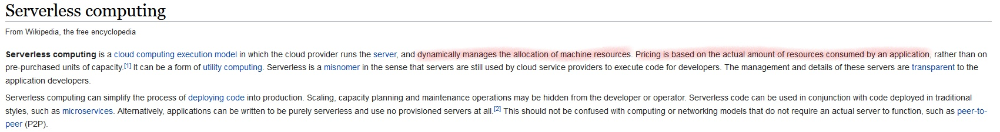 Serverless computing
From Wikipedia, the free encyclopedia
Serverless computing is a cloud computing execution model in which the cloud provider runs the server, and dynamically manages the allocation of machine resources. Pricing is based on the actual amount of resources consumed by an application, rather than on
pre-purchased units of capacity.[1] It can be a form of utility computing. Serverless is a misnomer in the sense that servers are still used by cloud service providers to execute code for developers. The management and details of these servers are transparent to the
application developers.
Serverless computing can simplify the process of deploying code into production. Scaling, capacity planning and maintenance operations may be hidden from the developer or operator. Serverless code can be used in conjunction with code deployed in traditional
styles, such as microservices. Alternatively, applications can be written to be purely serverless and use no provisioned servers at all.[2] This should not be confused with computing or networking models that do not require an actual server to function, such as peer-to-
peer (P2P).